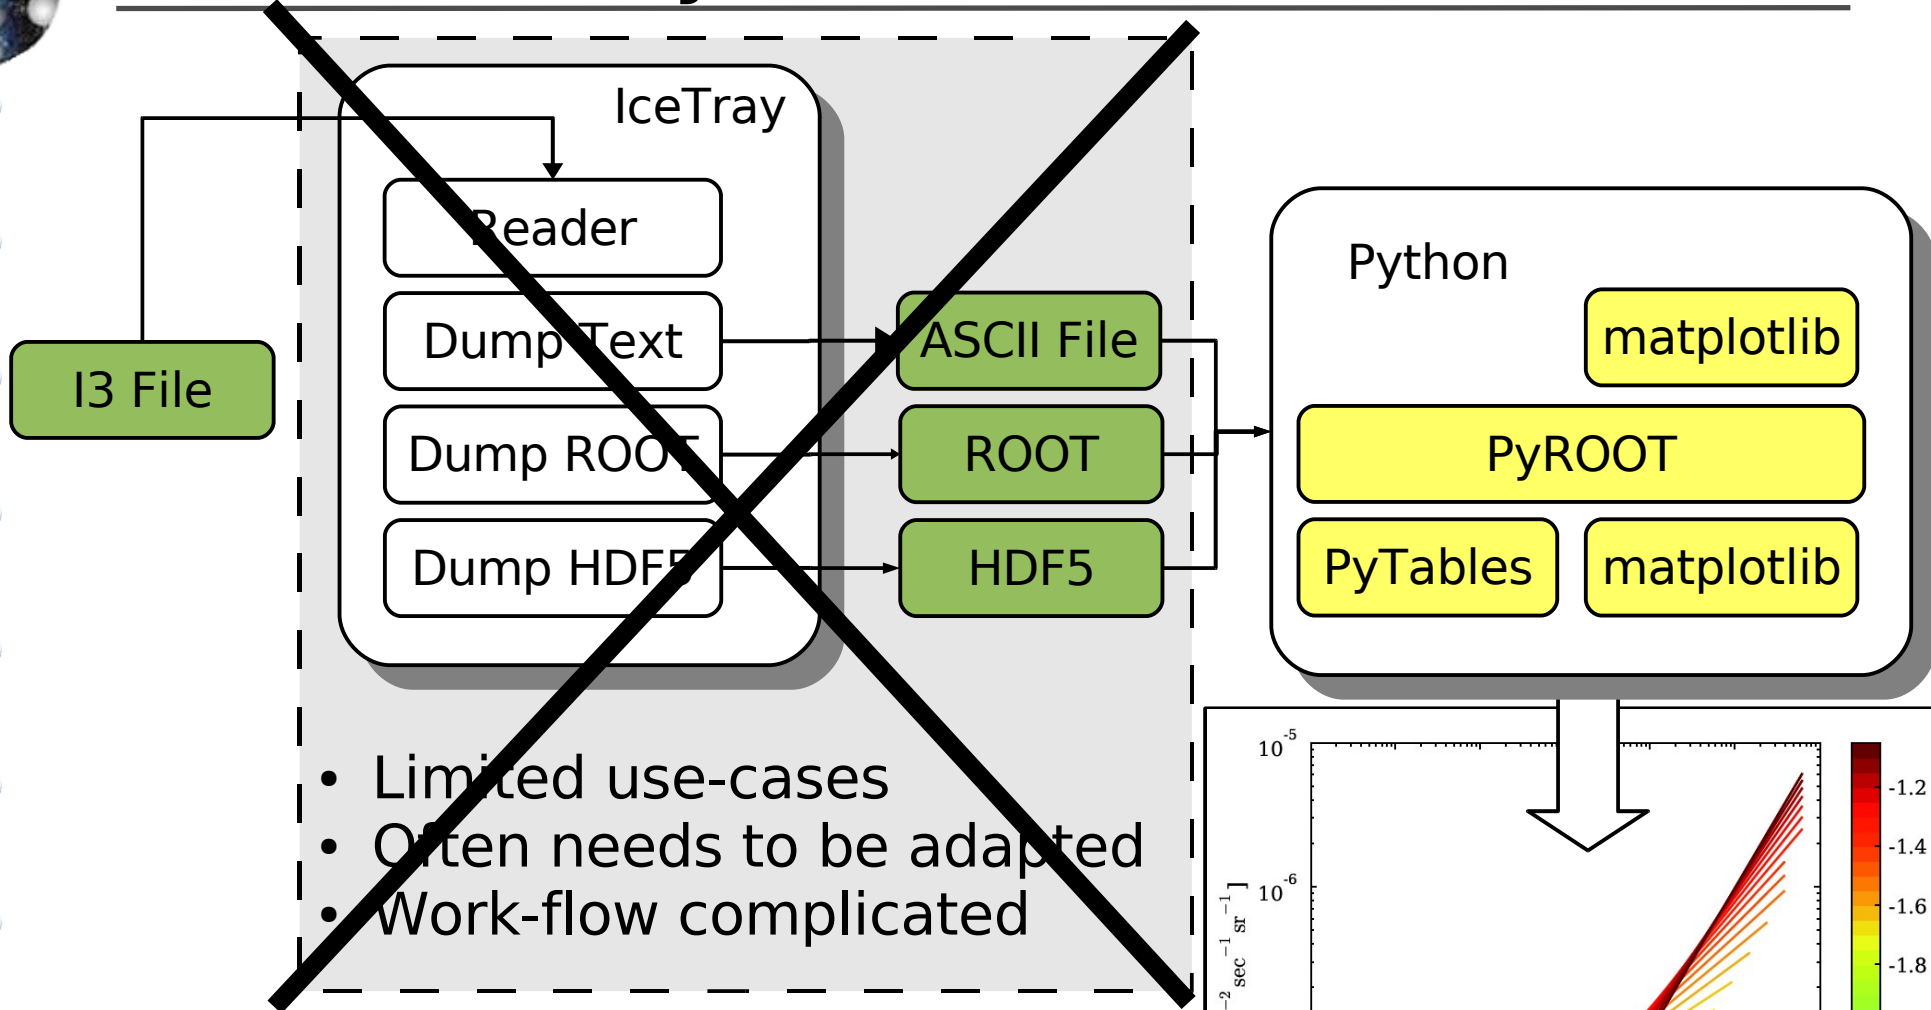 IceTray
Reader
Dump Text
Dump ROOT
Dump HDF5
I3 File
ASCII File
ROOT
HDF5
Python
matplotlib
PyROOT
PyTables
matplotlib
• Limited use-cases
• Often needs to be adapted
• Work-flow complicated
10^-5
10^-6
^-2 sec^-1 sr^-1 ]
-1.2
-1.4
-1.6
-1.8